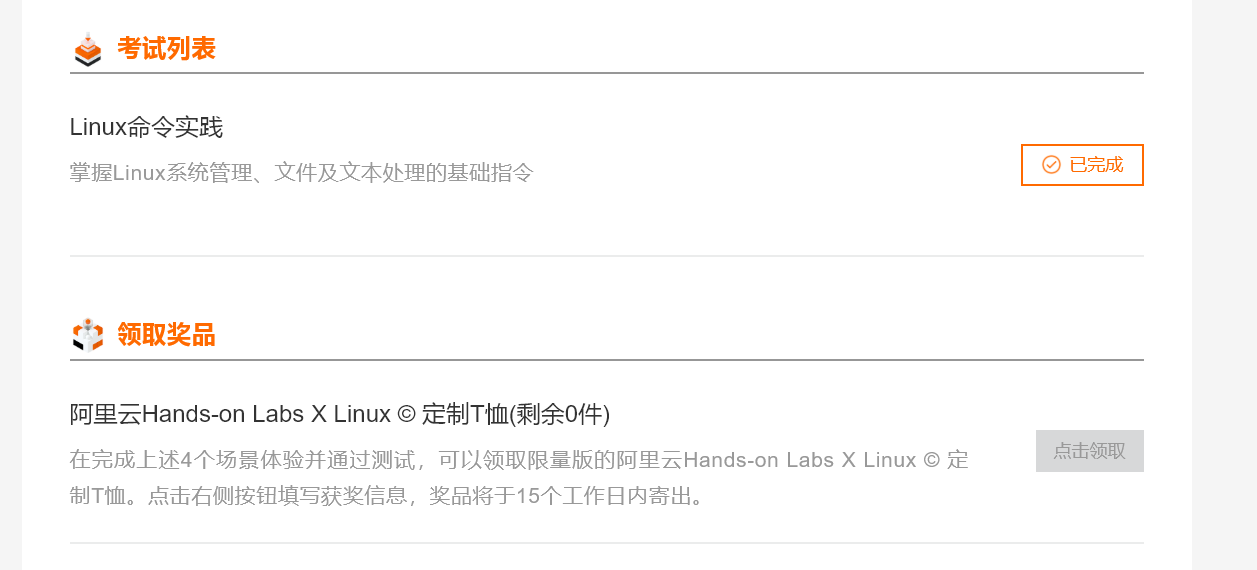 考试列表
Linux命令实践
掌握Linux系统管理、文件及文本处理的基础指令
已完成
领取奖品
阿里云Hands-on Labs X Linux © 定制T恤(剩余0件)
在完成上述4个场景体验并通过测试，可以领取限量版的阿里云Hands-on Labs X Linux © 定
制T恤。点击右侧按钮填写获奖信息，奖品将于15个工作日内寄出。
点击领取